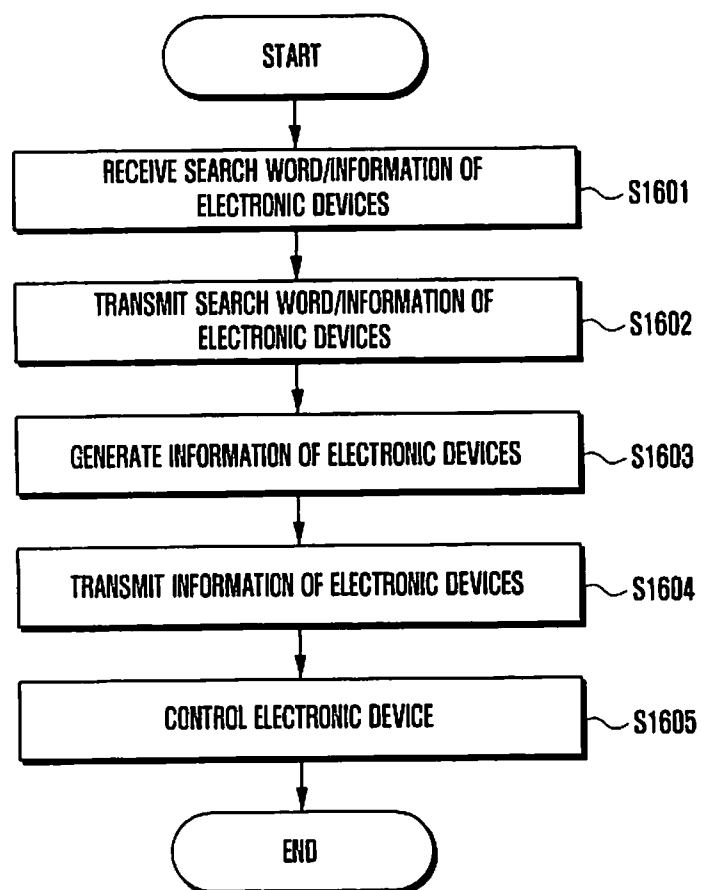 START
RECEIVE SEARCH WORD/INFORMATION OF
ELECTRONIC DEVICES
S1601
TRANSMIT SEARCH WORD/INFORMATION OF
ELECTRONIC DEVICES
S1602
GENERATE INFORMATION OF ELECTRONIC DEVICES
S1603
TRANSMIT INFORMATION OF ELECTRONIC DEVICES
S1604
CONTROL ELECTRONIC DEVICE
S1605
END